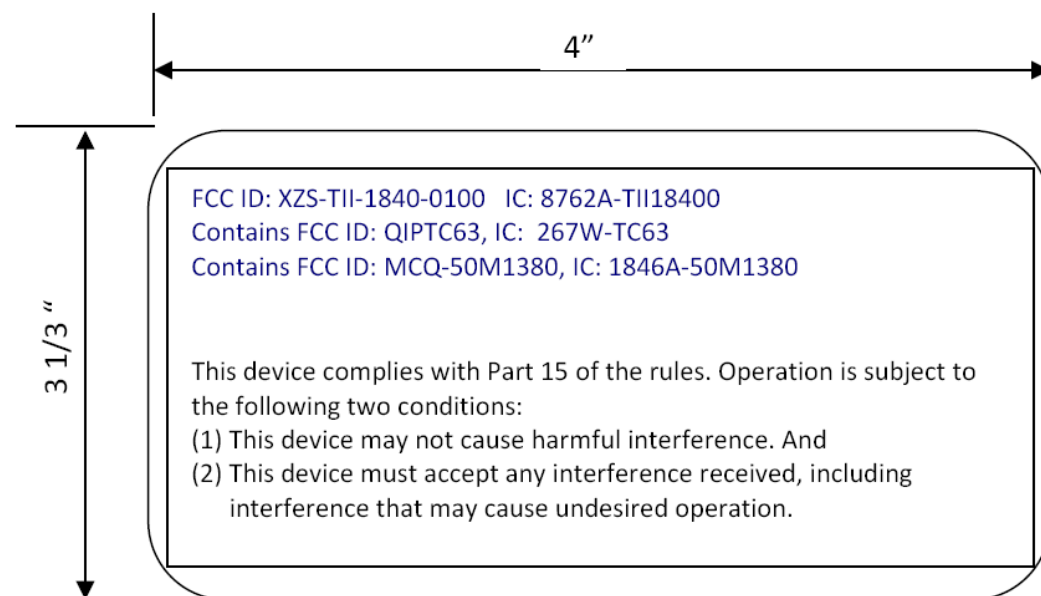 4”
3 1/3 “
FCC ID: XZS-TII-1840-0100   IC: 8762A-TII18400
Contains FCC ID: QIPTC63, IC:  267W-TC63
Contains FCC ID: MCQ-50M1380, IC: 1846A-50M1380
This device complies with Part 15 of the rules. Operation is subject to
the following two conditions:
(1) This device may not cause harmful interference. And
(2) This device must accept any interference received, including
interference that may cause undesired operation.